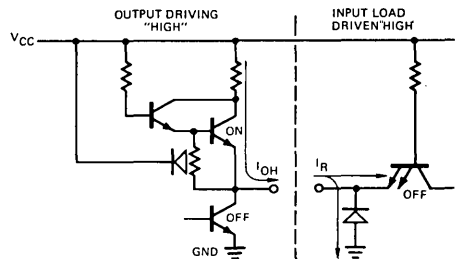 OUTPUT DRIVING
"HIGH"
INPUT LOAD
DRIVEN "HIGH"
VCC
ON
IOH
IR
OFF
OFF
GND